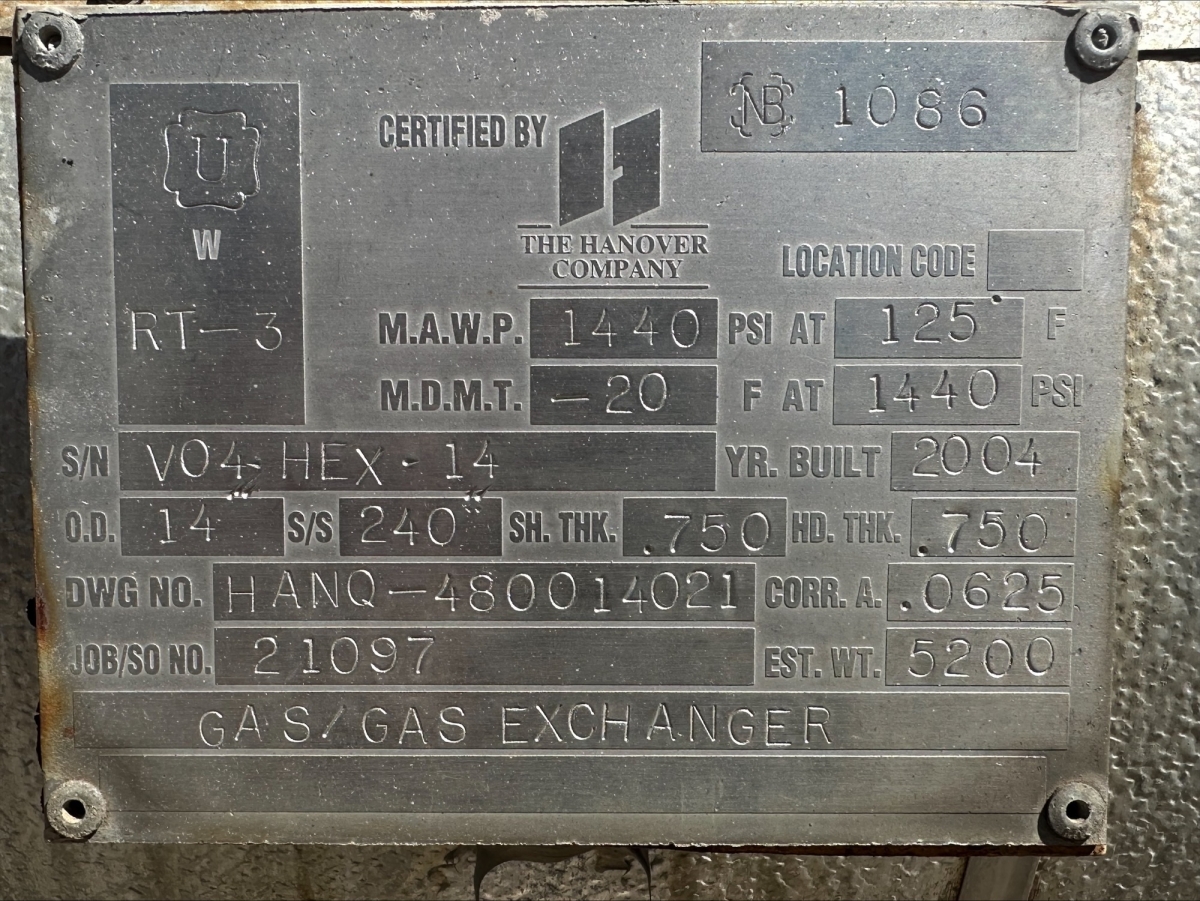 U
W
RT-3
CERTIFIED BY
THE HANOVER
COMPANY
NB 1086
LOCATION CODE
M.A.W.P. 1440 PSI AT 125 F
M.D.M.T. -20 F AT 1440 PSI
S/N V04-HEX-14 YR. BUILT 2004
O.D. 14" S/S 240" SH. THK. .750 HD. THK. .750
DWG NO. HANQ-480014021 CORR. A. .0625
JOB/SO NO. 21097 EST. WT. 5200
GAS/GAS EXCHANGER